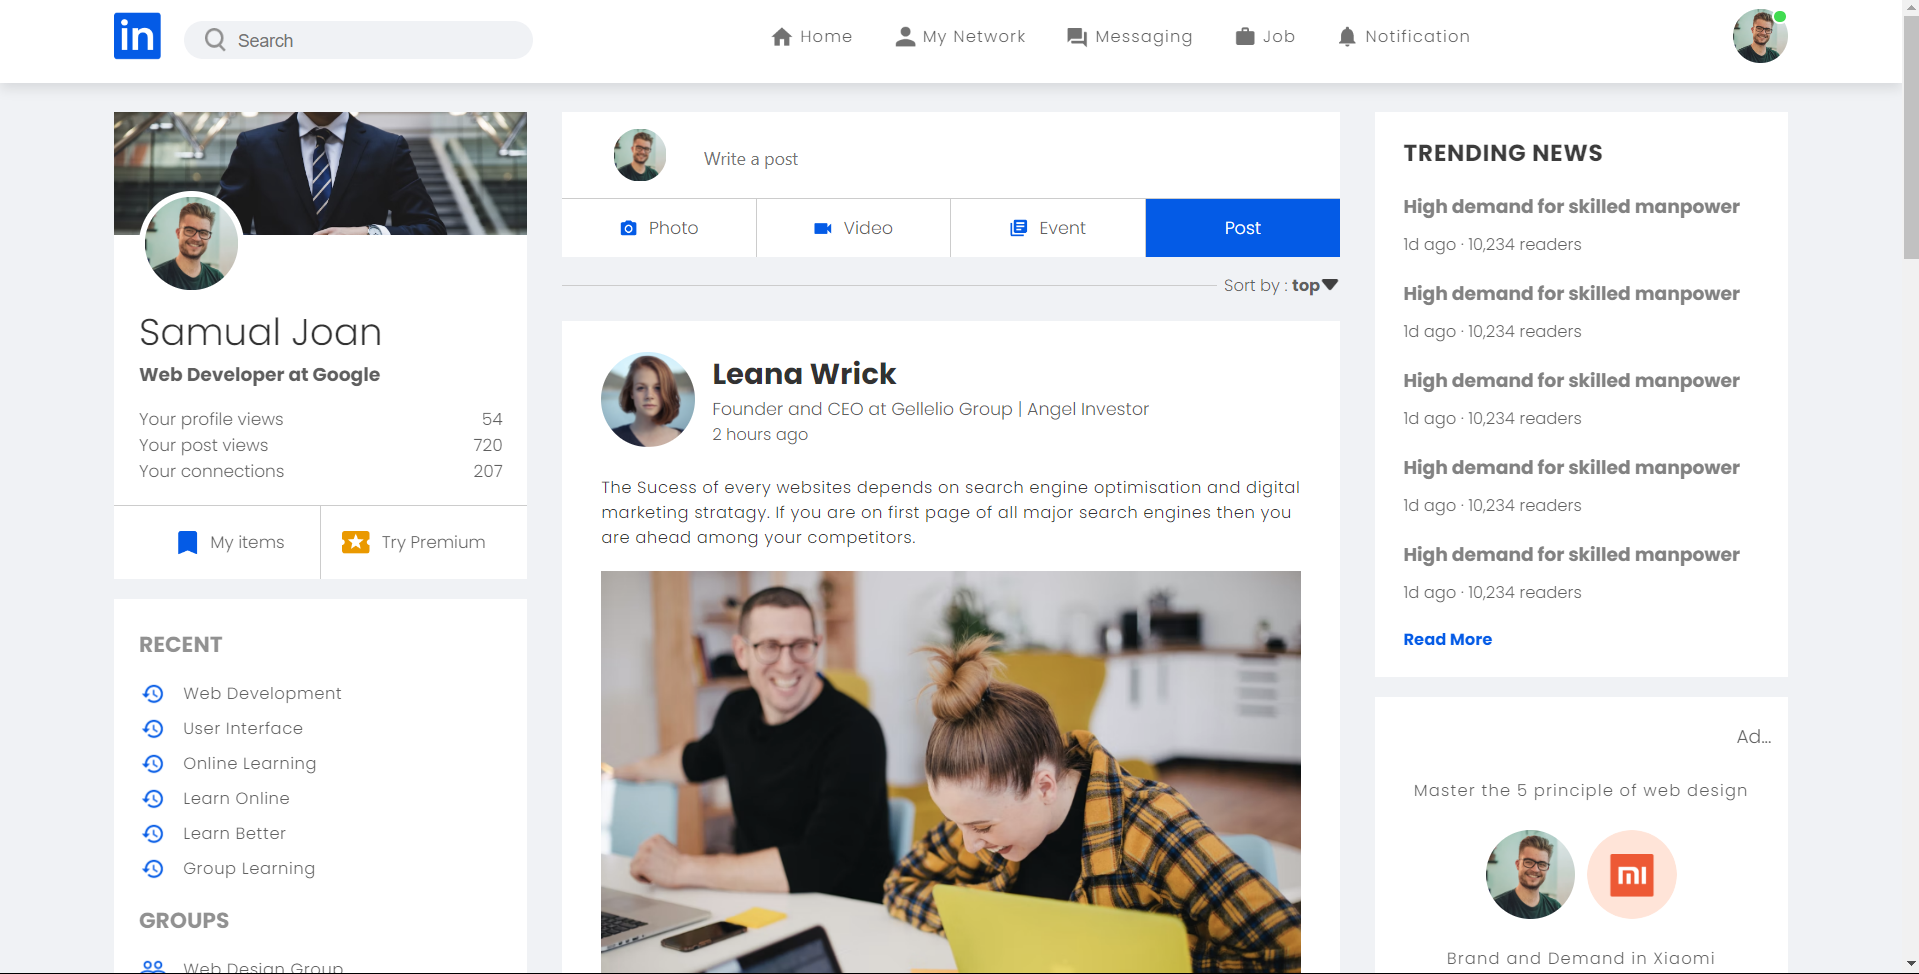 in
Search
Home
My Network
Messaging
Job
Notification
Samual Joan
Web Developer at Google
Your profile views 54
Your post views 720
Your connections 207
My items
Try Premium
RECENT
Web Development
User Interface
Online Learning
Learn Online
Learn Better
Group Learning
GROUPS
Web Design Group
Write a post
Photo
Video
Event
Post
Sort by : top
Leana Wrick
Founder and CEO at Gellelio Group | Angel Investor
2 hours ago
The Sucess of every websites depends on search engine optimisation and digital
marketing stratagy. If you are on first page of all major search engines then you
are ahead among your competitors.
TRENDING NEWS
High demand for skilled manpower
1d ago · 10,234 readers
High demand for skilled manpower
1d ago · 10,234 readers
High demand for skilled manpower
1d ago · 10,234 readers
High demand for skilled manpower
1d ago · 10,234 readers
High demand for skilled manpower
1d ago · 10,234 readers
Read More
Ad...
Master the 5 principle of web design
mi
Brand and Demand in Xiaomi